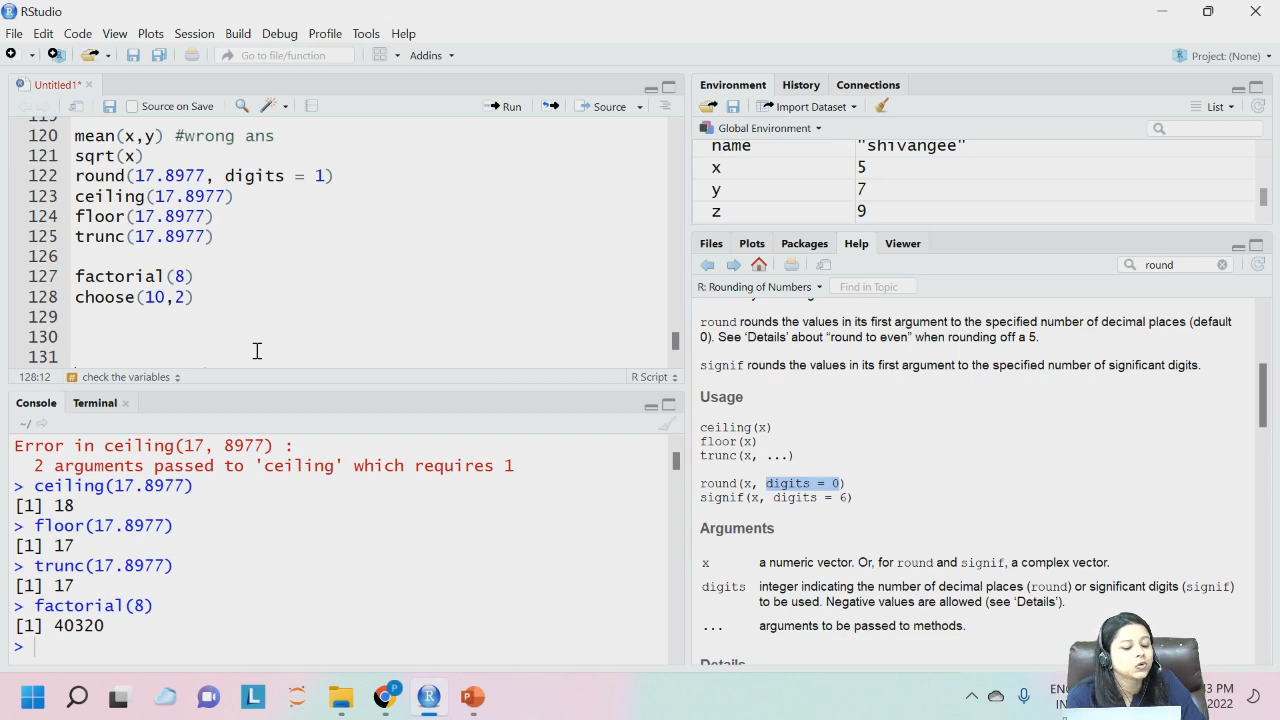 RStudio
File Edit Code View Plots Session Build Debug Profile Tools Help
Go to file/function Addins Project: (None)
Untitled1*
Source on Save Run Source
119
120 mean(x,y) #wrong ans
121 sqrt(x)
122 round(17.8977, digits = 1)
123 ceiling(17.8977)
124 floor(17.8977)
125 trunc(17.8977)
126
127 factorial(8)
128 choose(10,2)
129
130
131
128:12 # check the variables R Script
Console Terminal
~/
Error in ceiling(17, 8977) :
2 arguments passed to 'ceiling' which requires 1
> ceiling(17.8977)
[1] 18
> floor(17.8977)
[1] 17
> trunc(17.8977)
[1] 17
> factorial(8)
[1] 40320
>
Environment History Connections
Import Dataset List
Global Environment
name "shivangee"
x 5
y 7
z 9
Files Plots Packages Help Viewer
round
R: Rounding of Numbers Find in Topic
round rounds the values in its first argument to the specified number of decimal places (default
0). See ‘Details’ about “round to even” when rounding off a 5.
signif rounds the values in its first argument to the specified number of significant digits.
Usage
ceiling(x)
floor(x)
trunc(x, ...)
round(x, digits = 0)
signif(x, digits = 6)
Arguments
x a numeric vector. Or, for round and signif, a complex vector.
digits integer indicating the number of decimal places (round) or significant digits (signif)
to be used. Negative values are allowed (see ‘Details’).
... arguments to be passed to methods.
Details
L P R P
ENG
IN
2022